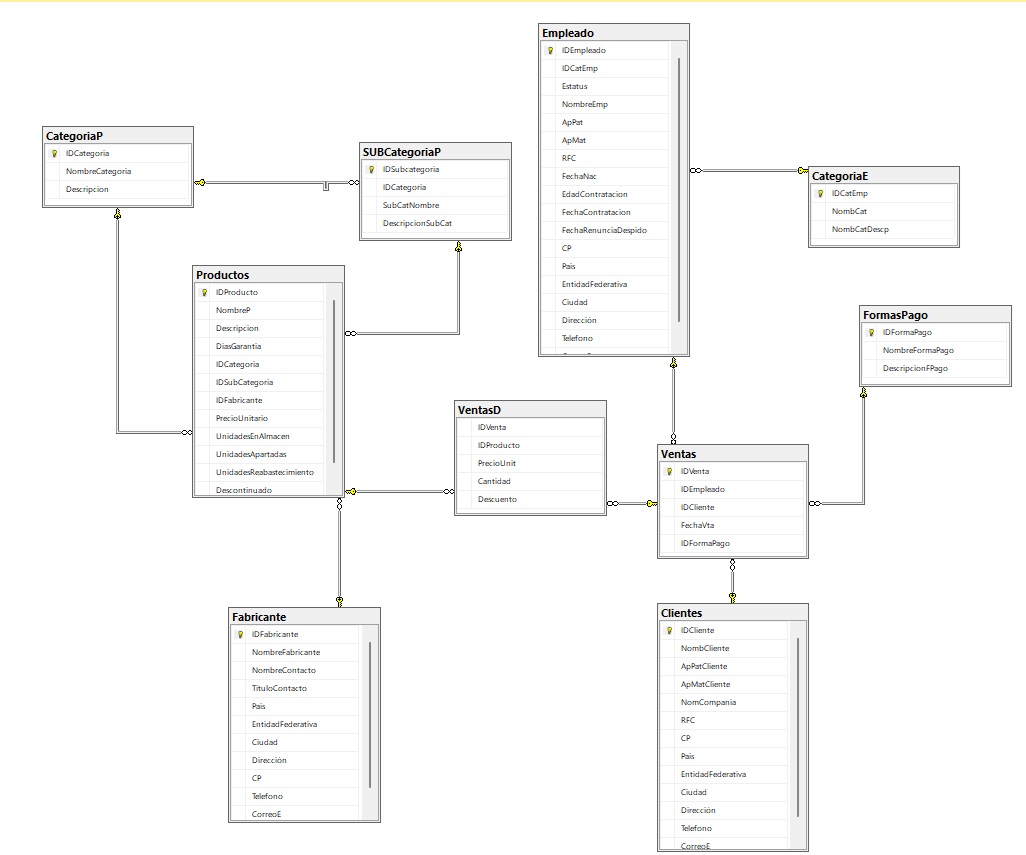 Empleado
IDEmpleado
IDCatEmp
Estatus
NombreEmp
ApPat
ApMat
RFC
FechaNac
EdadContratacion
FechaContratacion
FechaRenunciaDespido
CP
Pais
EntidadFederativa
Ciudad
Dirección
Telefono
CategoriaP
IDCategoria
NombreCategoria
Descripcion
SUBCategoriaP
IDSubcategoria
IDCategoria
SubCatNombre
DescripcionSubCat
CategoriaE
IDCatEmp
NombCat
NombCatDescp
Productos
IDProducto
NombreP
Descripcion
DiasGarantia
IDCategoria
IDSubCategoria
IDFabricante
PrecioUnitario
UnidadesEnAlmacen
UnidadesApartadas
UnidadesReabastecimiento
Descontinuado
FormasPago
IDFormaPago
NombreFormaPago
DescripcionFPago
VentasD
IDVenta
IDProducto
PrecioUnit
Cantidad
Descuento
Ventas
IDVenta
IDEmpleado
IDCliente
FechaVta
IDFormaPago
Fabricante
IDFabricante
NombreFabricante
NombreContacto
TituloContacto
Pais
EntidadFederativa
Ciudad
Dirección
CP
Telefono
CorreoE
Clientes
IDCliente
NombCliente
ApPatCliente
ApMatCliente
NomCompania
RFC
CP
Pais
EntidadFederativa
Ciudad
Dirección
Telefono
CorreoE